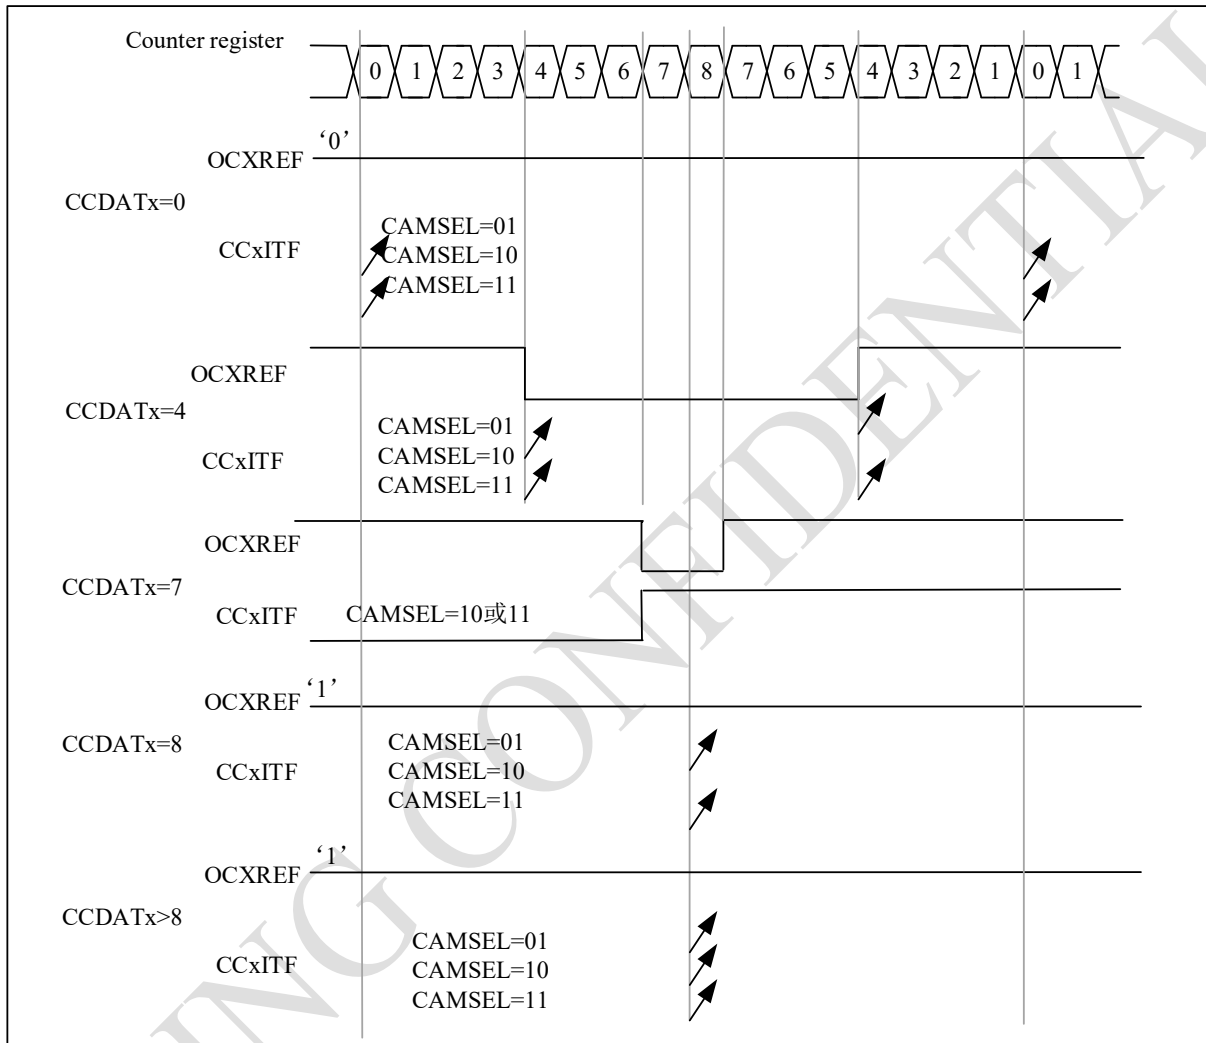 Counter register
0 1 2 3 4 5 6 7 8 7 6 5 4 3 2 1 0 1
‘0’
OCXREF
CCDATx=0
CCxITF
CAMSEL=01
CAMSEL=10
CAMSEL=11
OCXREF
CCDATx=4
CCxITF
CAMSEL=01
CAMSEL=10
CAMSEL=11
OCXREF
CCDATx=7
CCxITF
CAMSEL=10或11
OCXREF ‘1’
CCDATx=8
CCxITF
CAMSEL=01
CAMSEL=10
CAMSEL=11
OCXREF ‘1’
CCDATx>8
CCxITF
CAMSEL=01
CAMSEL=10
CAMSEL=11
ING CONFIDENTIAL